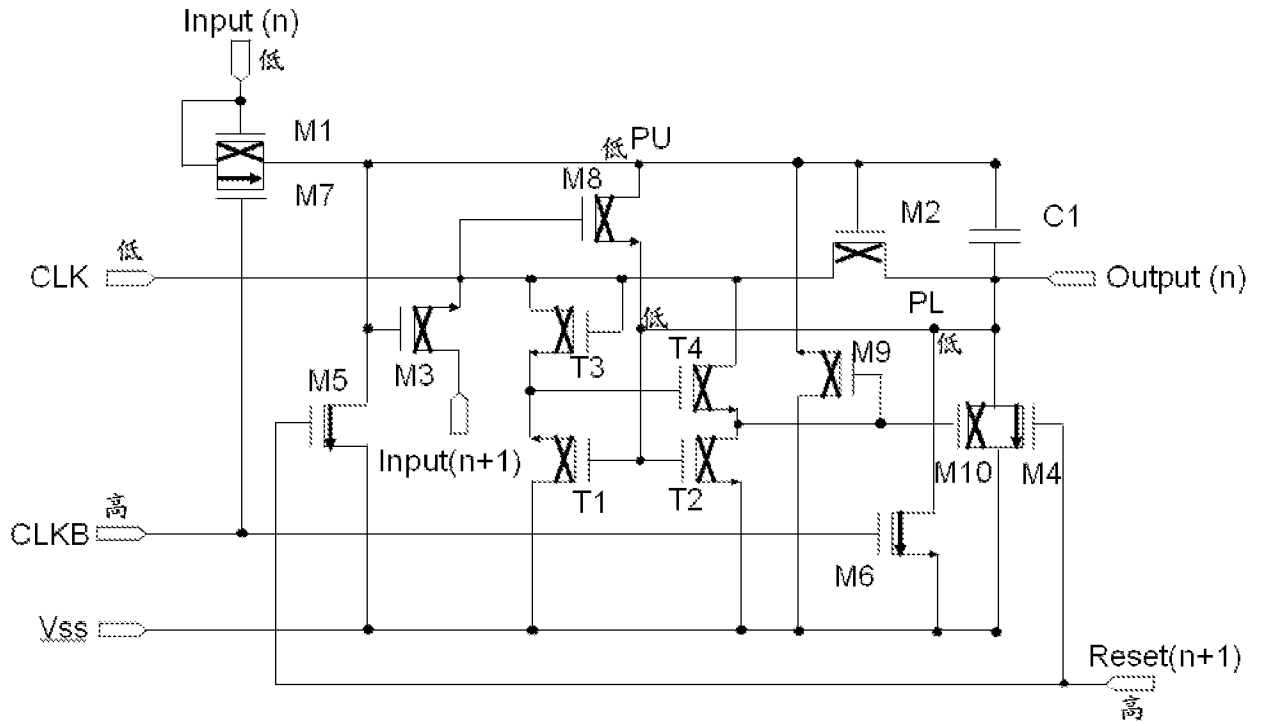 Input (n)
低
M1
低 PU
M8
M7
M2
C1
低
CLK
Output (n)
PL
低
低
T3
T4
M9
M3
M5
Input(n+1)
T1
T2
M10
M4
高
CLKB
M6
Vss
Reset(n+1)
高